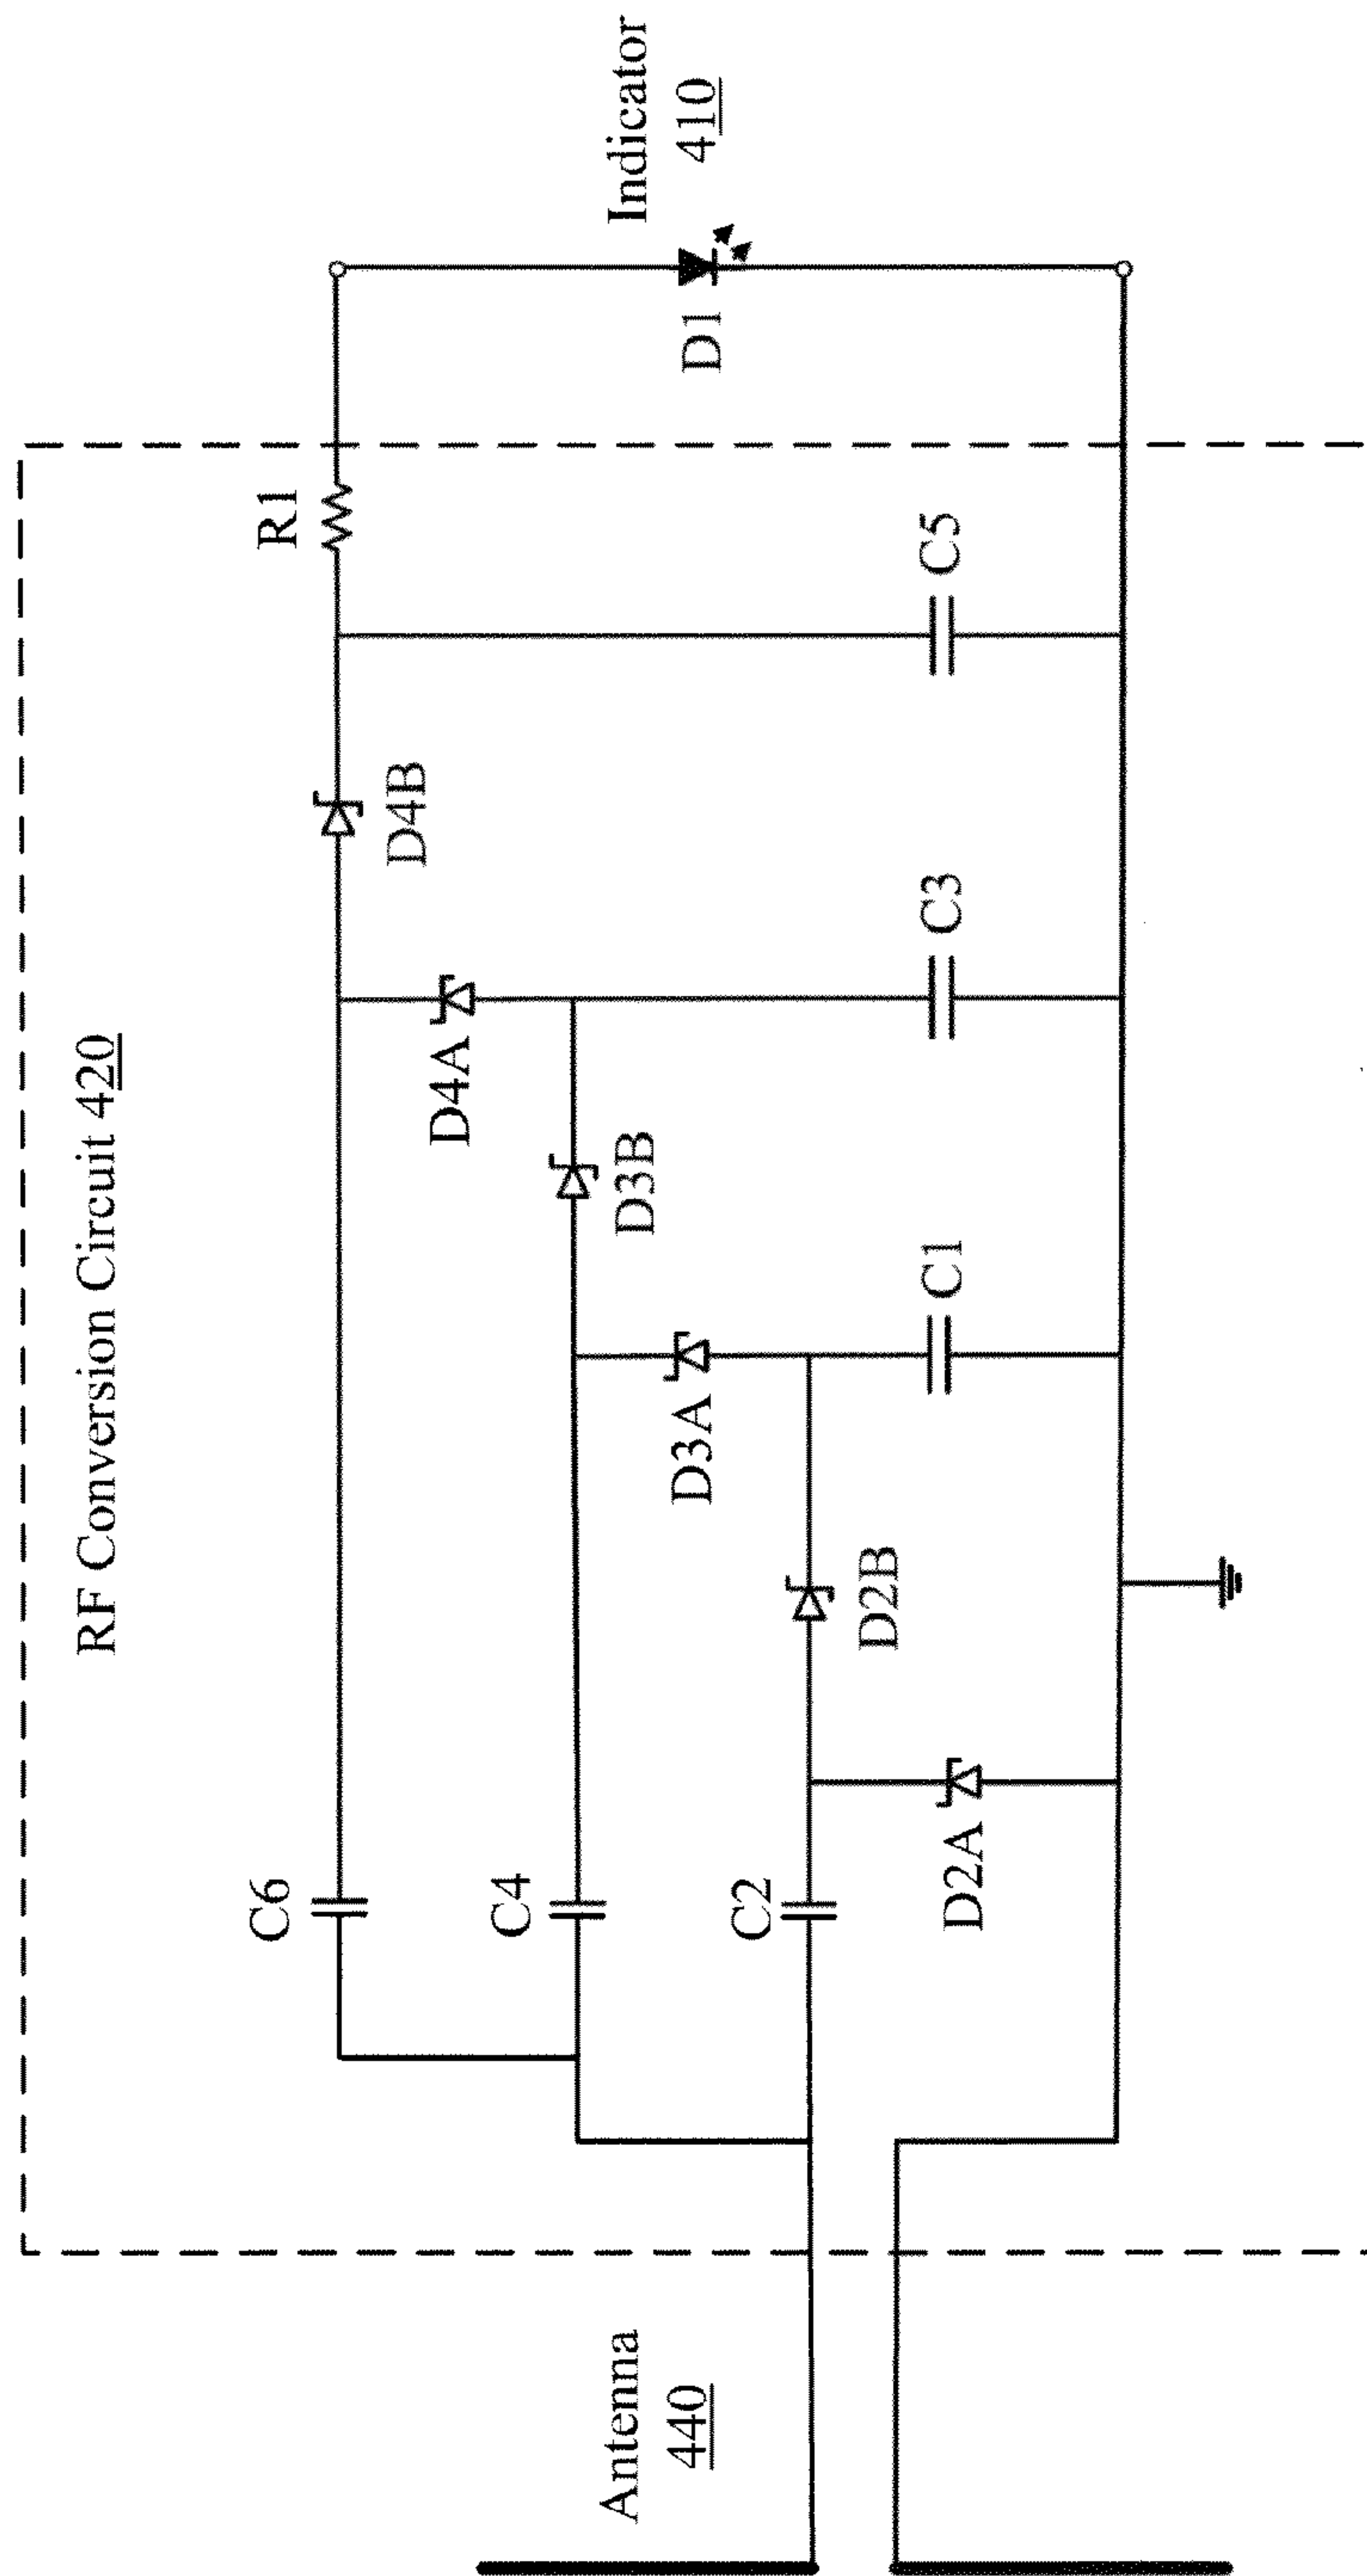 RF Conversion Circuit 420
Antenna
440
C6
C4
C2
D2A
D2B
D3A
D3B
D4A
D4B
C1
C3
C5
R1
D1
Indicator
410